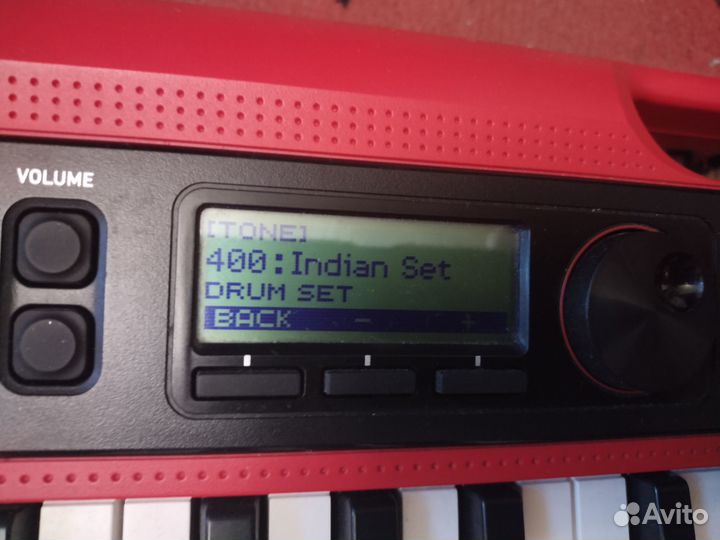 VOLUME
[TONE]
400:Indian Set
DRUM SET
BACK - +
Avito